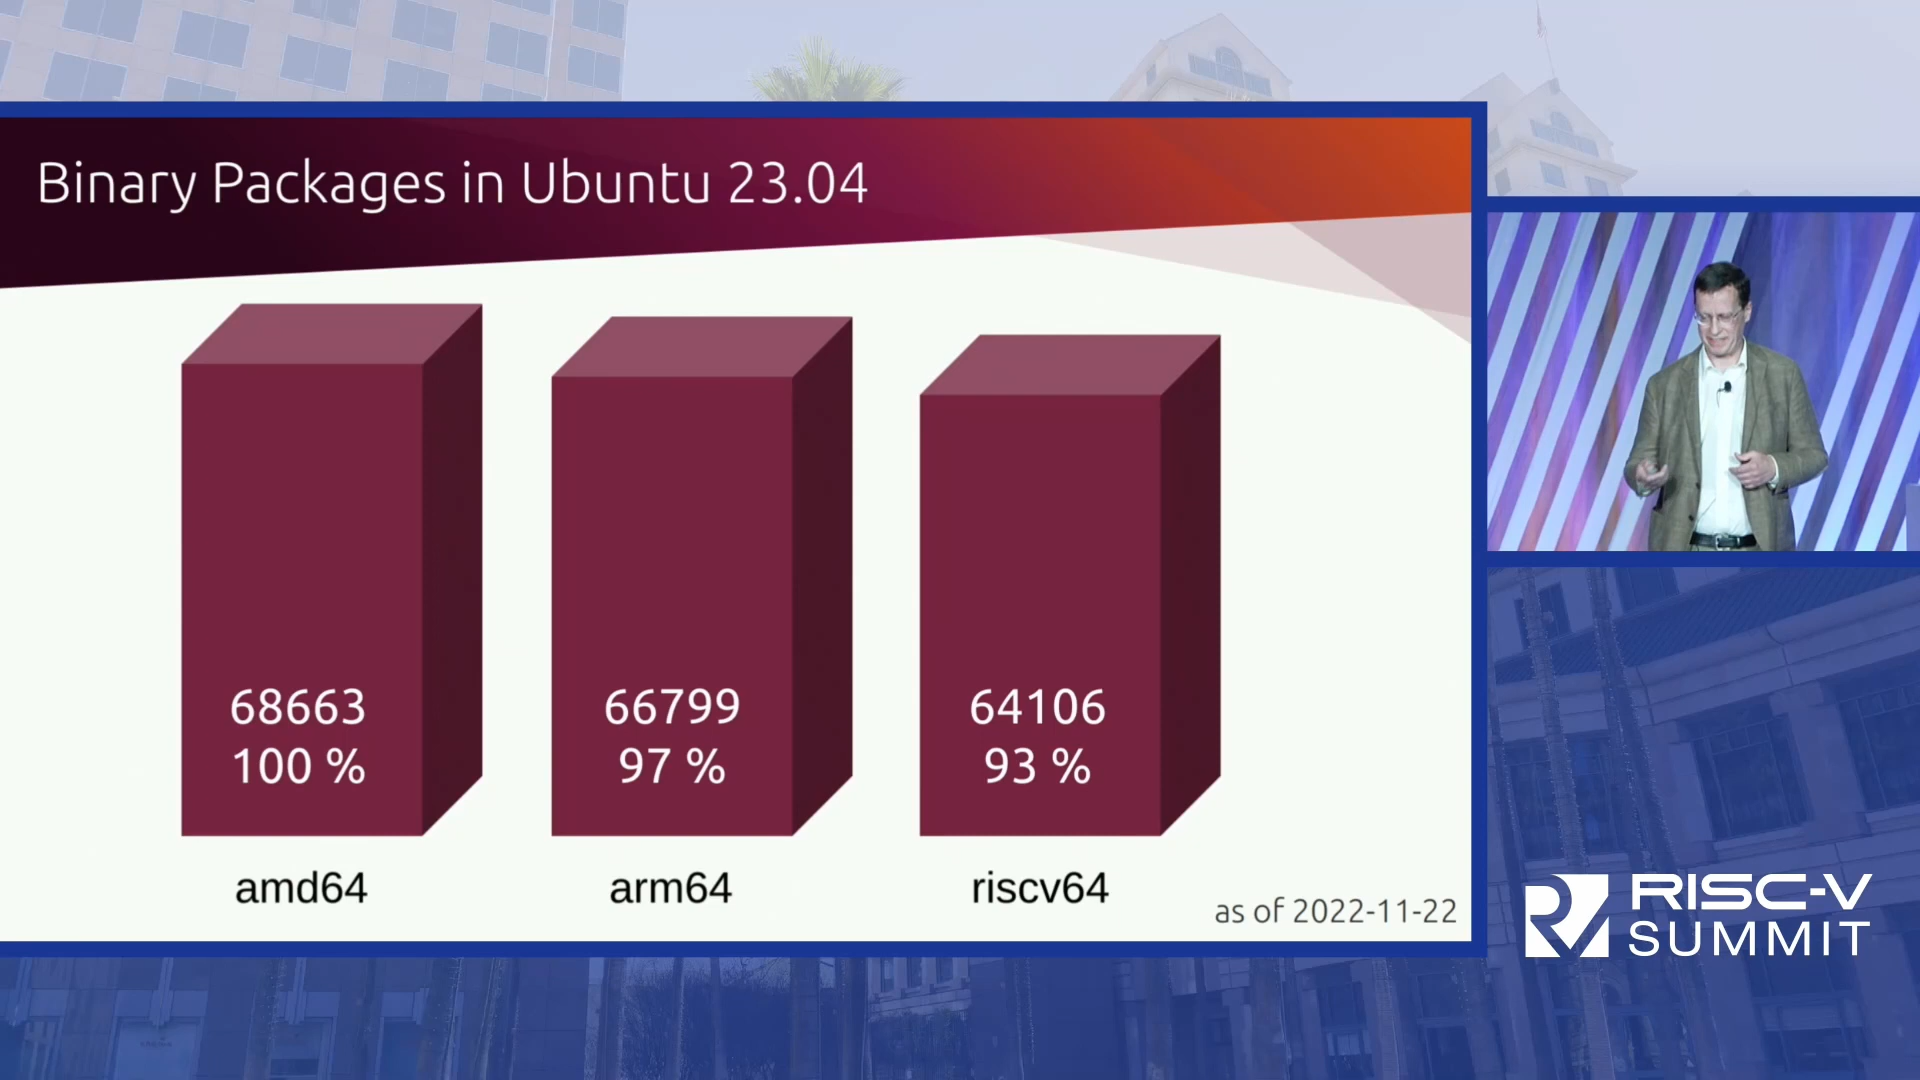 Binary Packages in Ubuntu 23.04
68663
100 %
66799
97 %
64106
93 %
amd64
arm64
riscv64
as of 2022-11-22
RISC-V
SUMMIT